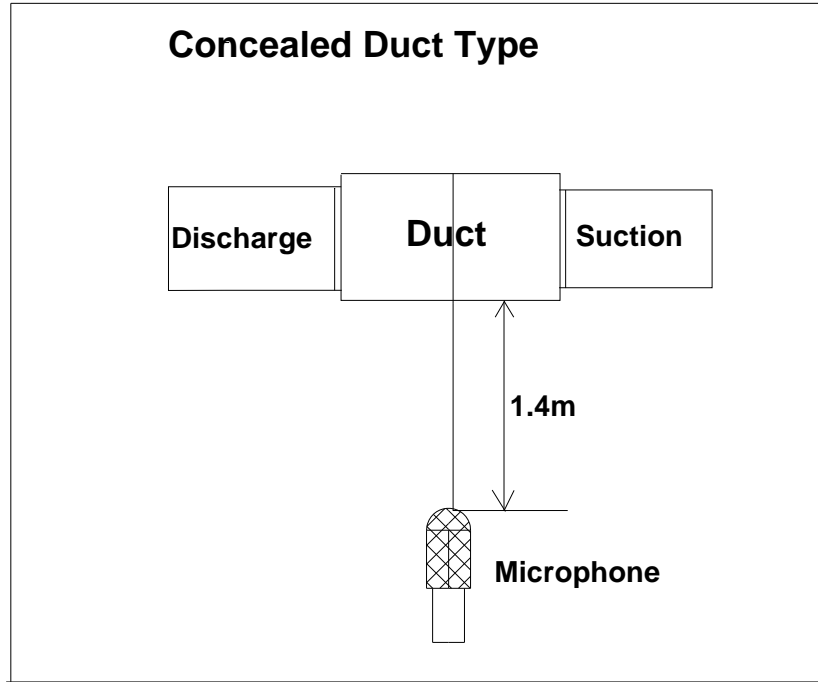 Concealed Duct Type
Discharge
Duct
Suction
1.4m
Microphone